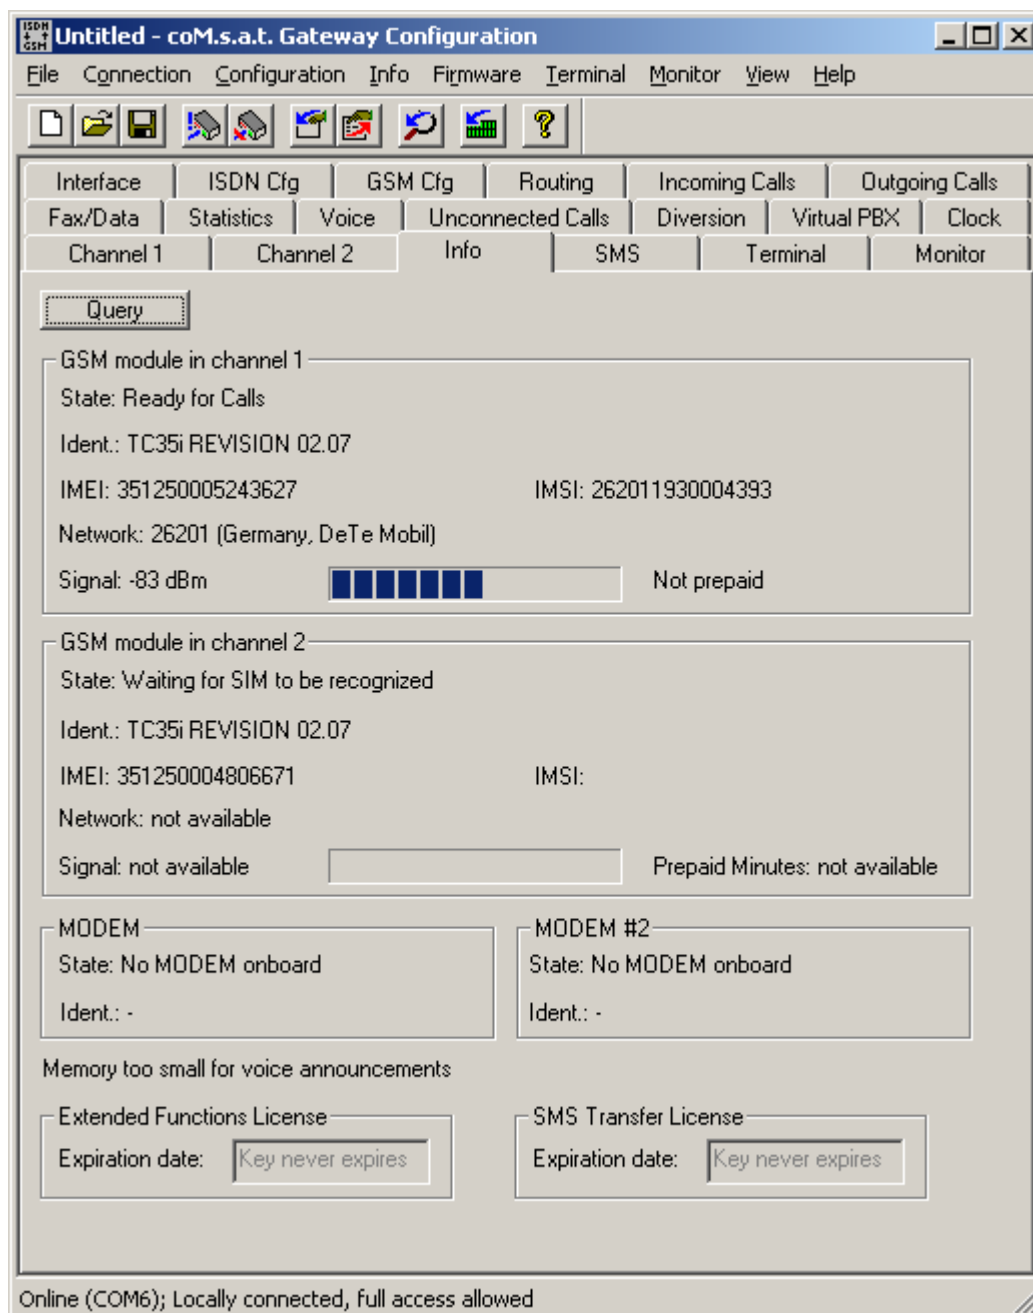 ISDN
GSM
Untitled - coM.s.a.t. Gateway Configuration
File Connection Configuration Info Firmware Terminal Monitor View Help
Interface ISDN Cfg GSM Cfg Routing Incoming Calls Outgoing Calls
Fax/Data Statistics Voice Unconnected Calls Diversion Virtual PBX Clock
Channel 1 Channel 2 Info SMS Terminal Monitor
Query
GSM module in channel 1
State: Ready for Calls
Ident.: TC35i REVISION 02.07
IMEI: 351250005243627 IMSI: 262011930004393
Network: 26201 (Germany, DeTe Mobil)
Signal: -83 dBm Not prepaid
GSM module in channel 2
State: Waiting for SIM to be recognized
Ident.: TC35i REVISION 02.07
IMEI: 351250004806671 IMSI:
Network: not available
Signal: not available Prepaid Minutes: not available
MODEM MODEM #2
State: No MODEM onboard State: No MODEM onboard
Ident.: - Ident.: -
Memory too small for voice announcements
Extended Functions License SMS Transfer License
Expiration date: Key never expires Expiration date: Key never expires
Online (COM6); Locally connected, full access allowed